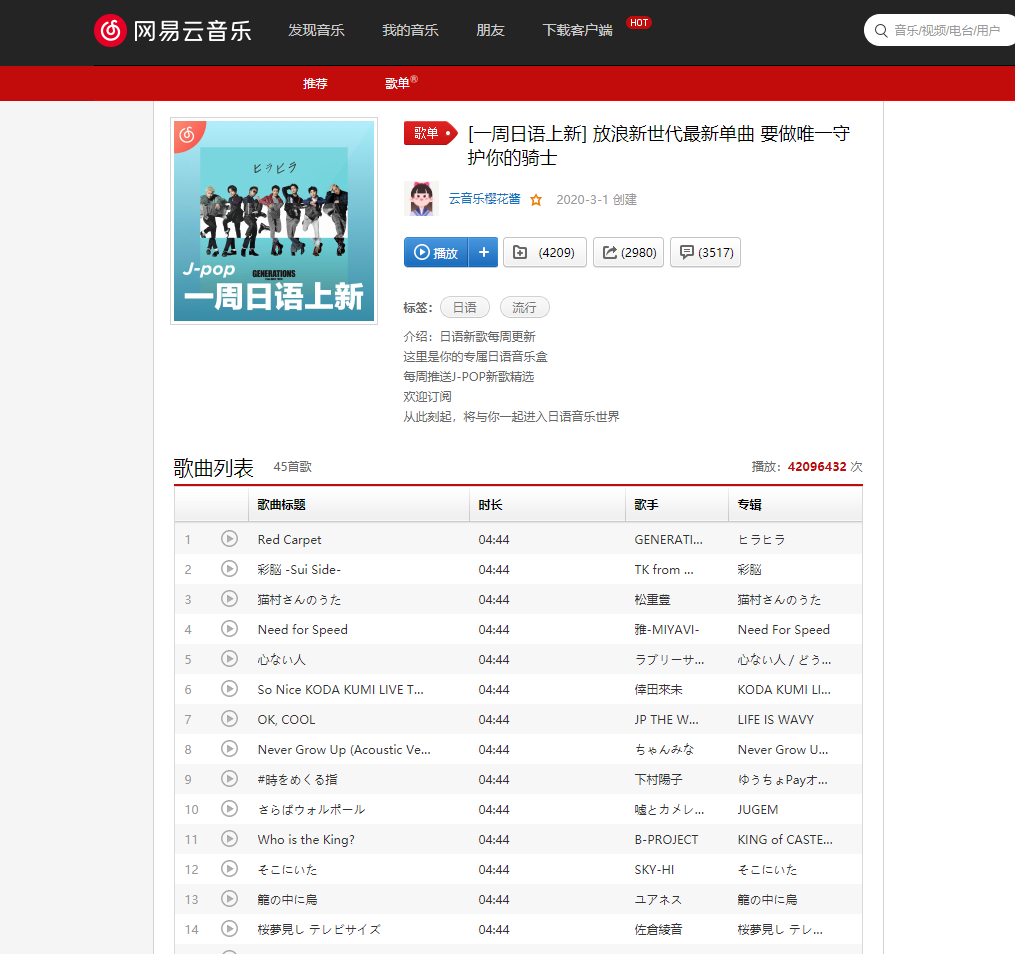 网易云音乐 发现音乐 我的音乐 朋友 下载客户端 HOT 音乐/视频/电台/用户
推荐 歌单®
ヒラヒラ
GENERATIONS
J-pop
一周日语上新
歌单 [一周日语上新] 放浪新世代最新单曲 要做唯一守
护你的骑士
云音乐樱花酱 2020-3-1 创建
播放 + (4209) (2980) (3517)
标签： 日语 流行
介绍：日语新歌每周更新
这里是你的专属日语音乐盒
每周推送J-POP新歌精选
欢迎订阅
从此刻起，将与你一起进入日语音乐世界
歌曲列表 45首歌 播放：42096432 次
歌曲标题 时长 歌手 专辑
1 Red Carpet 04:44 GENERATI... ヒラヒラ
2 彩脳 -Sui Side- 04:44 TK from ... 彩脳
3 猫村さんのうた 04:44 松重豊 猫村さんのうた
4 Need for Speed 04:44 雅-MIYAVI- Need For Speed
5 心ない人 04:44 ラブリーサ... 心ない人 / どう...
6 So Nice KODA KUMI LIVE T... 04:44 倖田來未 KODA KUMI LI...
7 OK, COOL 04:44 JP THE W... LIFE IS WAVY
8 Never Grow Up (Acoustic Ve... 04:44 ちゃんみな Never Grow U...
9 #時をめくる指 04:44 下村陽子 ゆうちょPayオ...
10 さらばウォルポール 04:44 嘘とカメレ... JUGEM
11 Who is the King? 04:44 B-PROJECT KING of CASTE...
12 そこにいた 04:44 SKY-HI そこにいた
13 籠の中に鳥 04:44 ユアネス 籠の中に鳥
14 桜夢見し テレビサイズ 04:44 佐倉綾音 桜夢見し テレ...